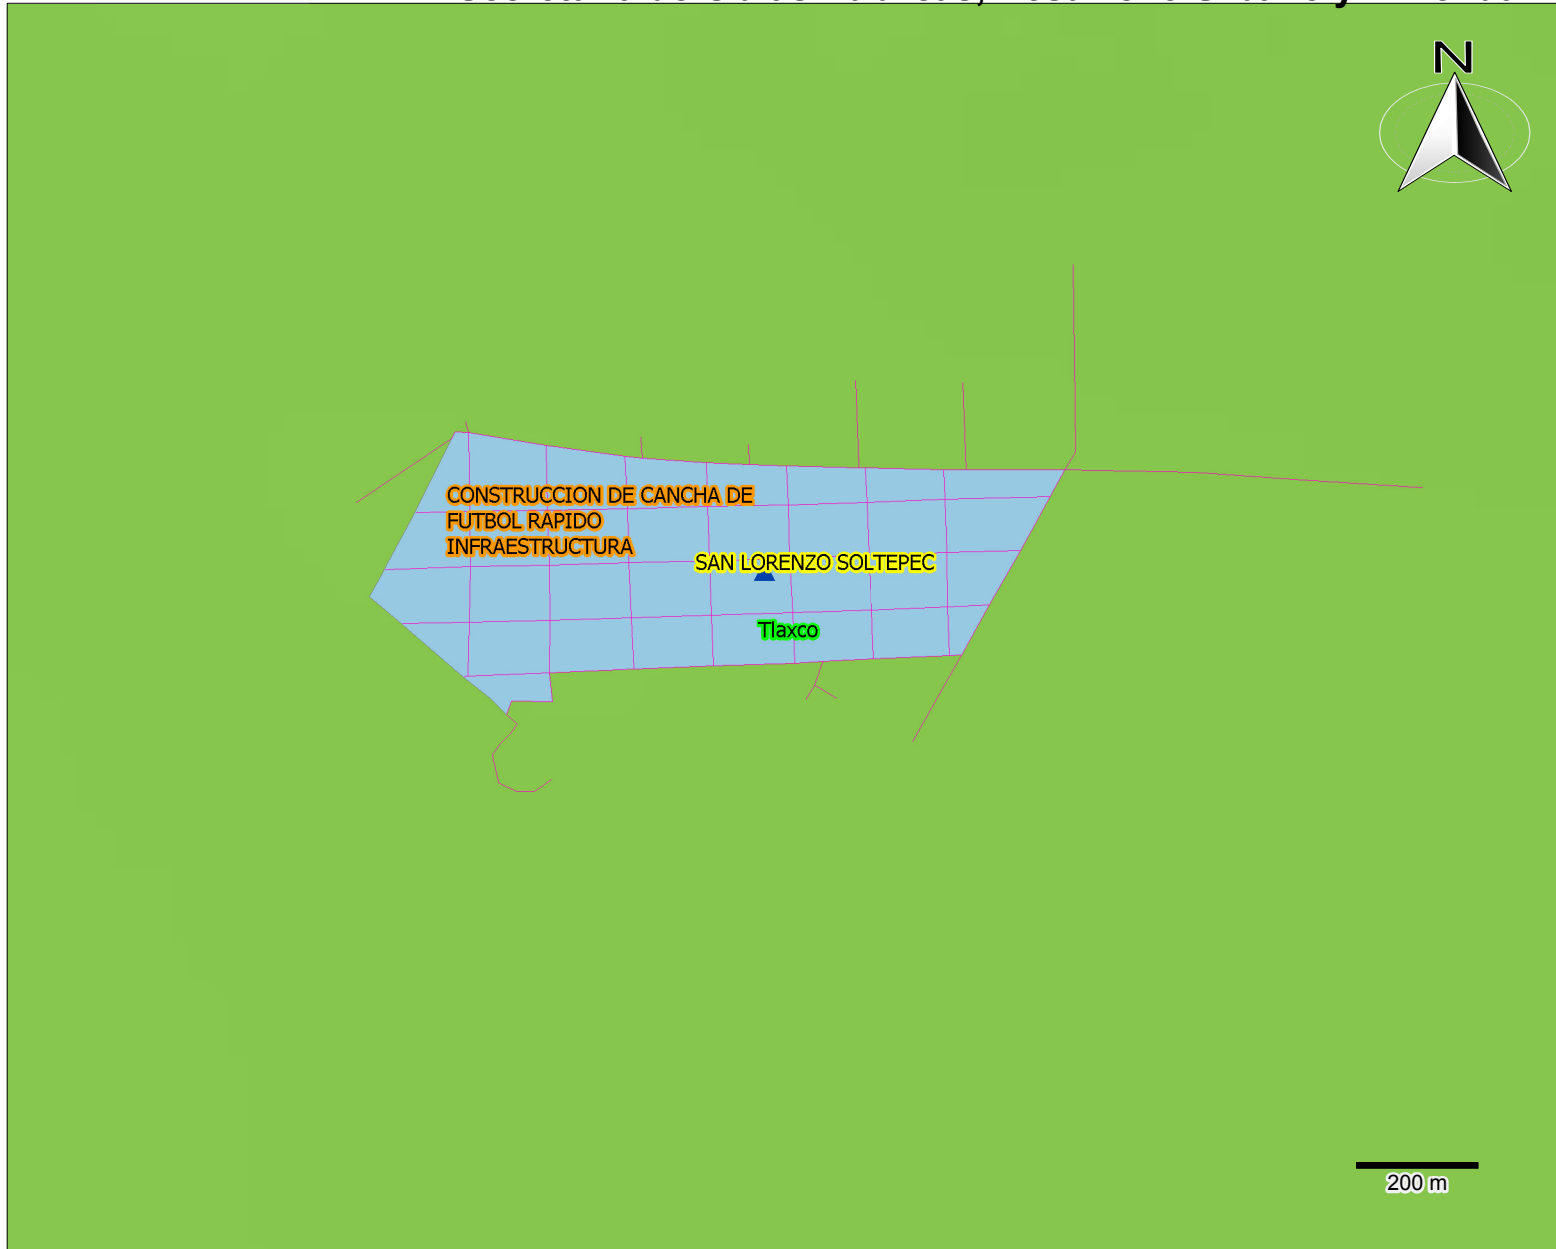 N
CONSTRUCCION DE CANCHA DE
FUTBOL RAPIDO
INFRAESTRUCTURA
SAN LORENZO SOLTEPEC
Tlaxco
200 m